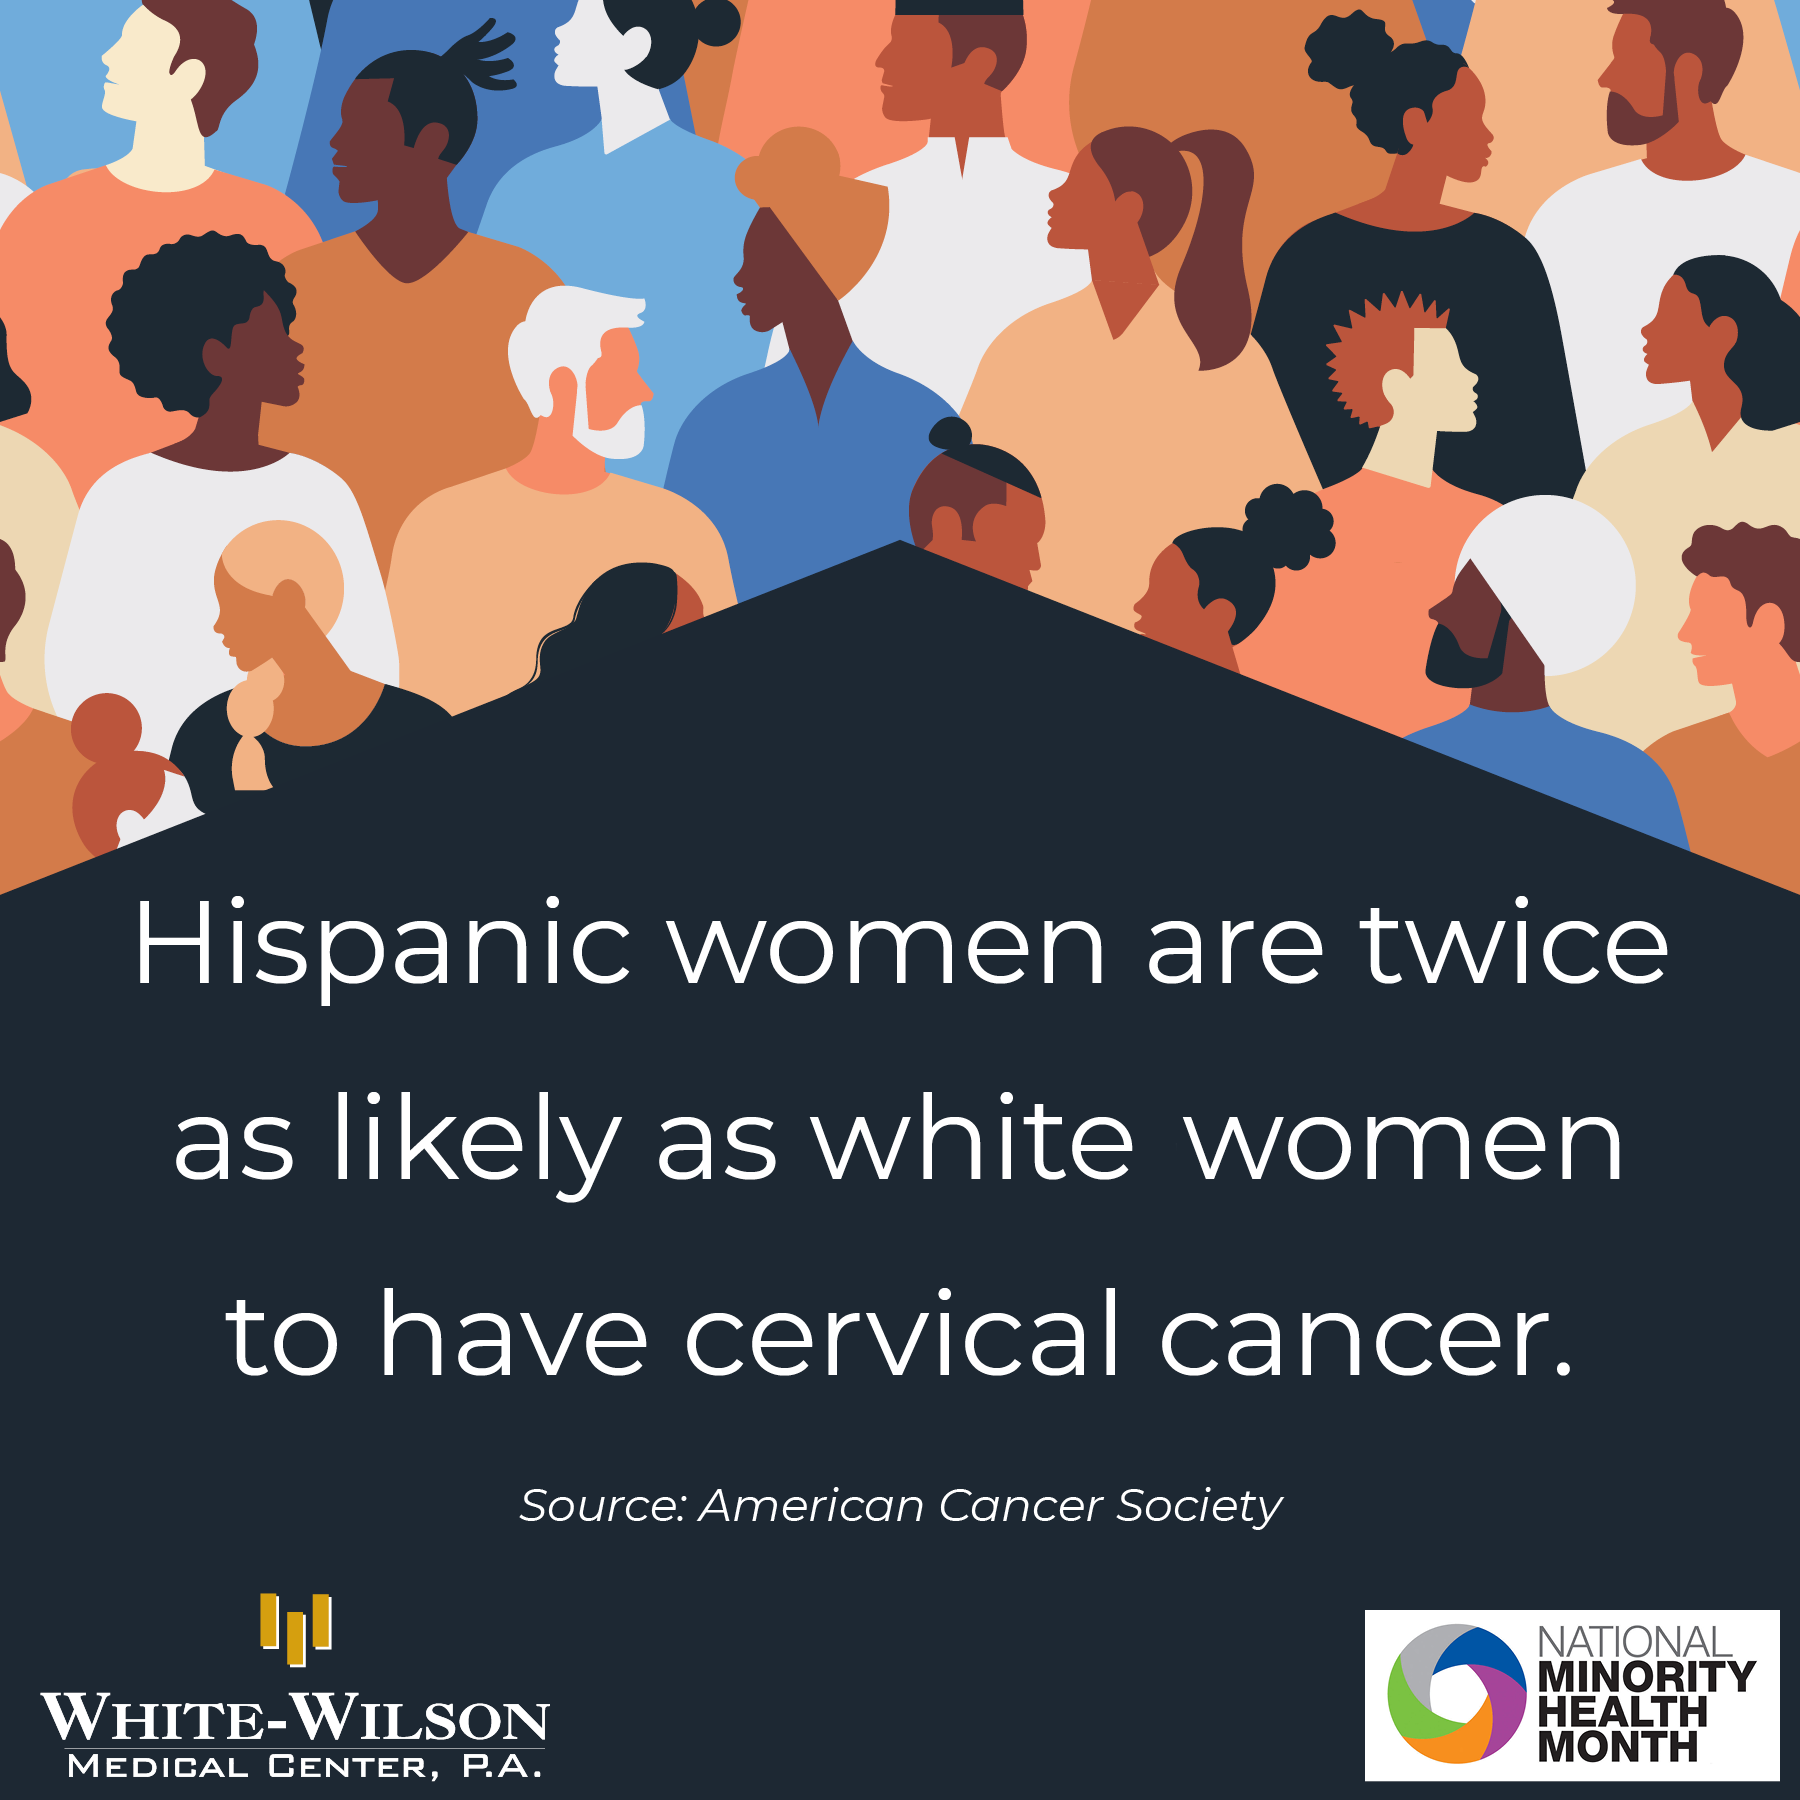 Hispanic women are twice
as likely as white women
to have cervical cancer.
Source: American Cancer Society
WHITE-WILSON
MEDICAL CENTER, P.A.
NATIONAL
MINORITY
HEALTH
MONTH